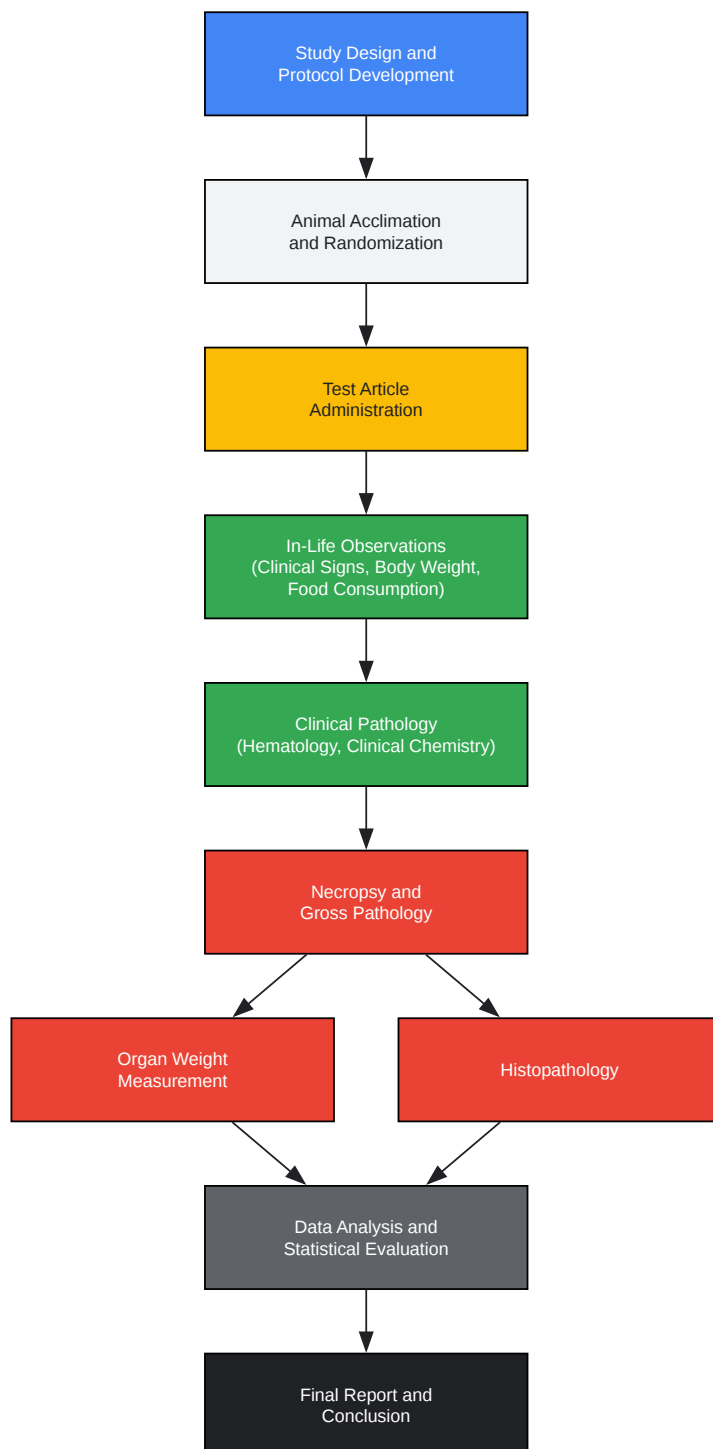 Study Design and
Protocol Development
Animal Acclimation
and Randomization
Test Article
Administration
In-Life Observations
(Clinical Signs, Body Weight,
Food Consumption)
Clinical Pathology
(Hematology, Clinical Chemistry)
Necropsy and
Gross Pathology
Organ Weight
Measurement
Histopathology
Data Analysis and
Statistical Evaluation
Final Report and
Conclusion